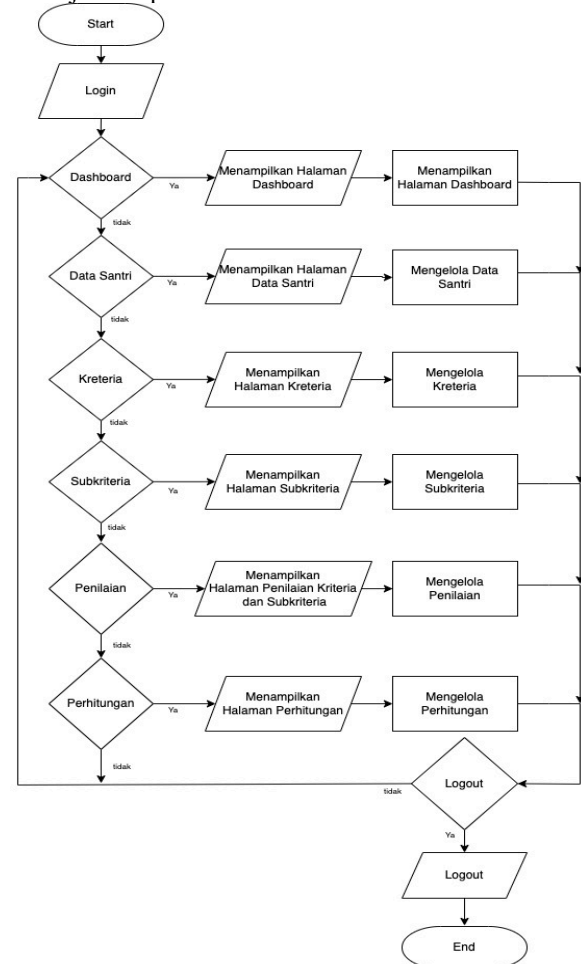 Start
Login
Dashboard
Ya
Menampilkan Halaman
Dashboard
Menampilkan
Halaman Dashboard
tidak
Data Santri
Ya
Menampilkan Halaman
Data Santri
Mengelola Data
Santri
tidak
Kreteria
Ya
Menampilkan
Halaman Kreteria
Mengelola
Kreteria
tidak
Subkriteria
Ya
Menampilkan
Halaman Subkriteria
Mengelola
Subkriteria
tidak
Penilaian
Ya
Menampilkan
Halaman Penilaian Kriteria
dan Subkriteria
Mengelola
Penilaian
tidak
Perhitungan
Ya
Menampilkan
Halaman Perhitungan
Mengelola
Perhitungan
tidak
Logout
tidak
Ya
Logout
End